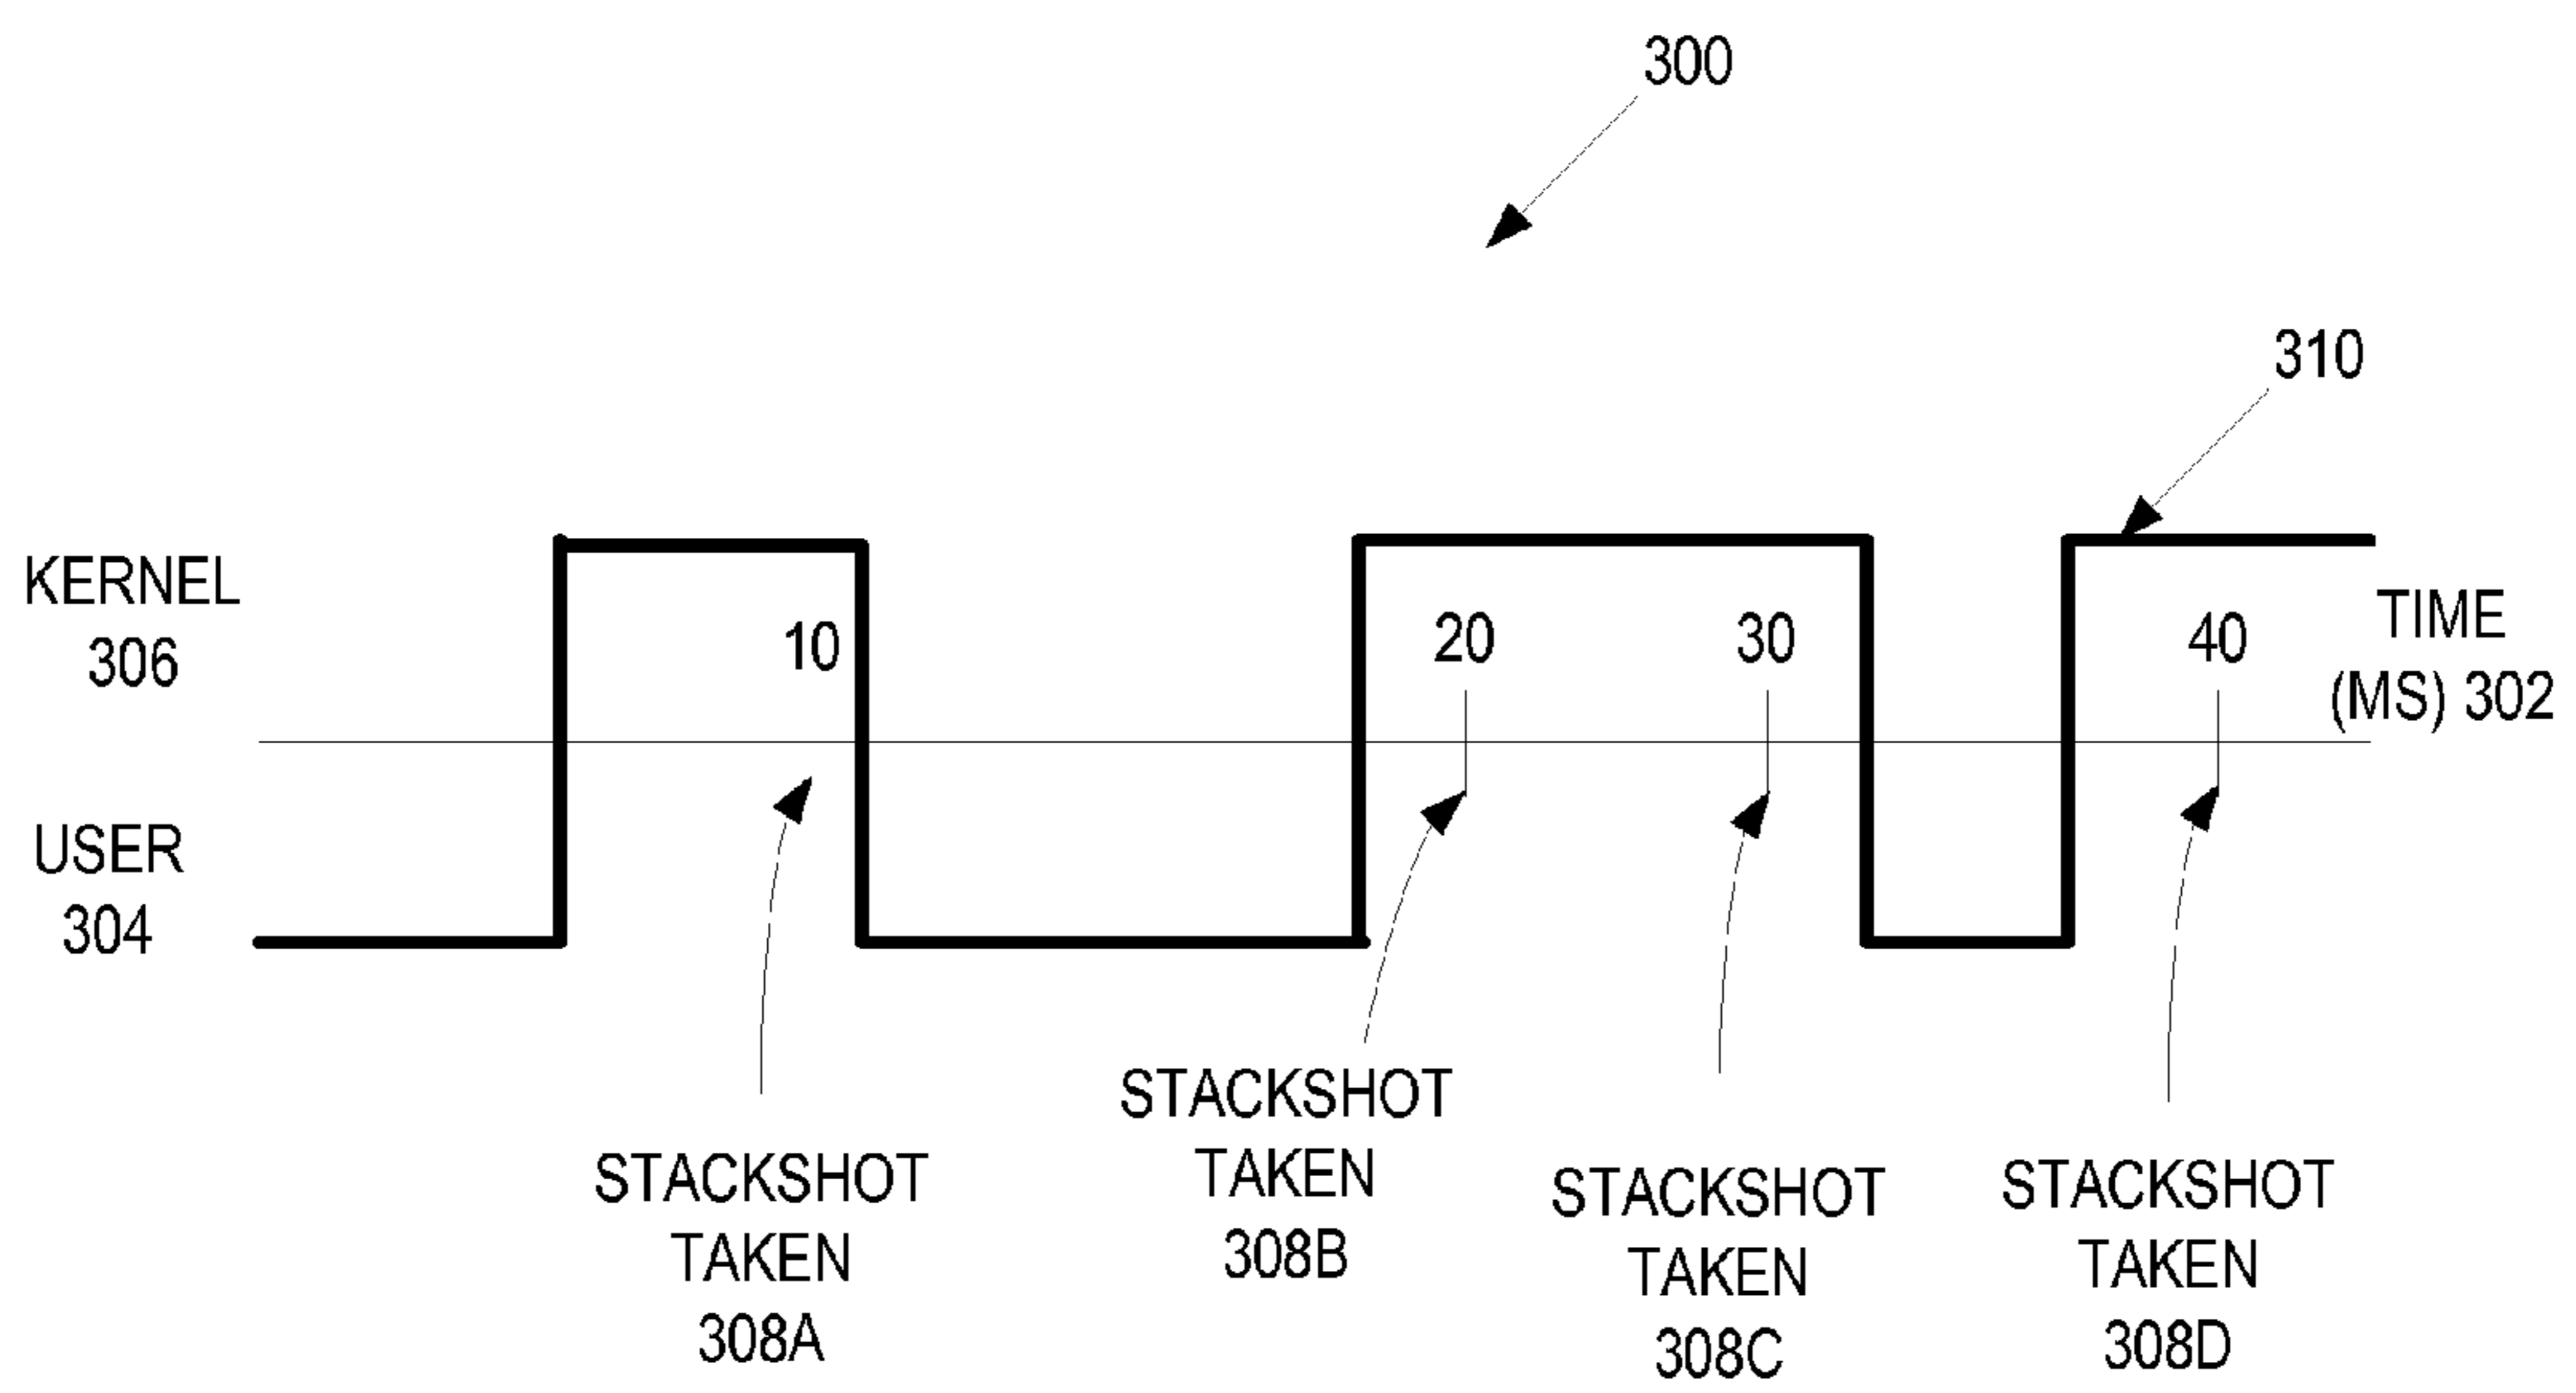 300
310
KERNEL
306
10
20
30
40
TIME
(MS) 302
USER
304
STACKSHOT
TAKEN
308A
STACKSHOT
TAKEN
308B
STACKSHOT
TAKEN
308C
STACKSHOT
TAKEN
308D